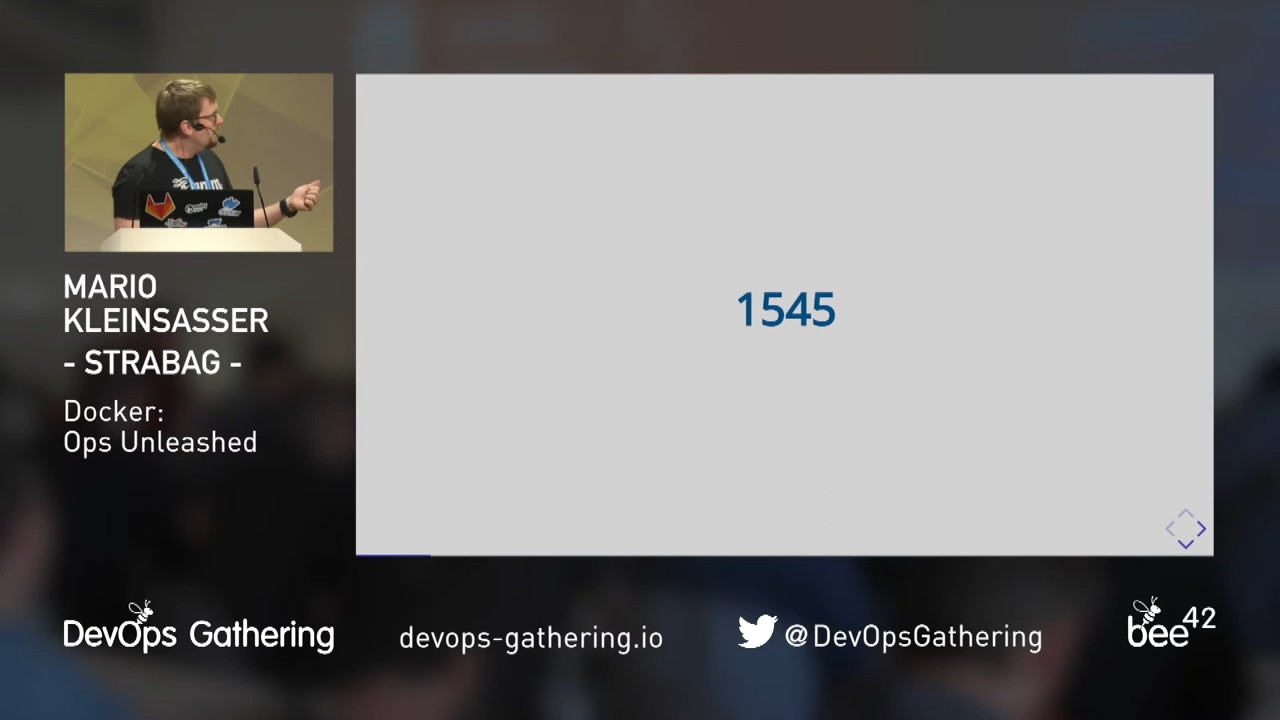 MARIO
KLEINSASSER
- STRABAG -
Docker:
Ops Unleashed
1545
DevOps Gathering
devops-gathering.io
@DevOpsGathering
bee42